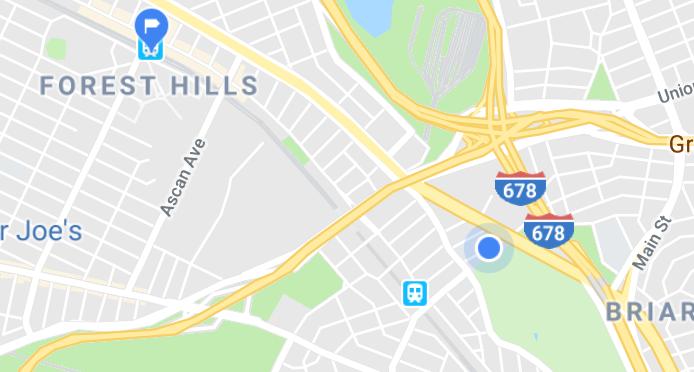 FOREST HILLS
Union
Gr
Ascan Ave
678
r Joe's
678
Main St
BRIAR